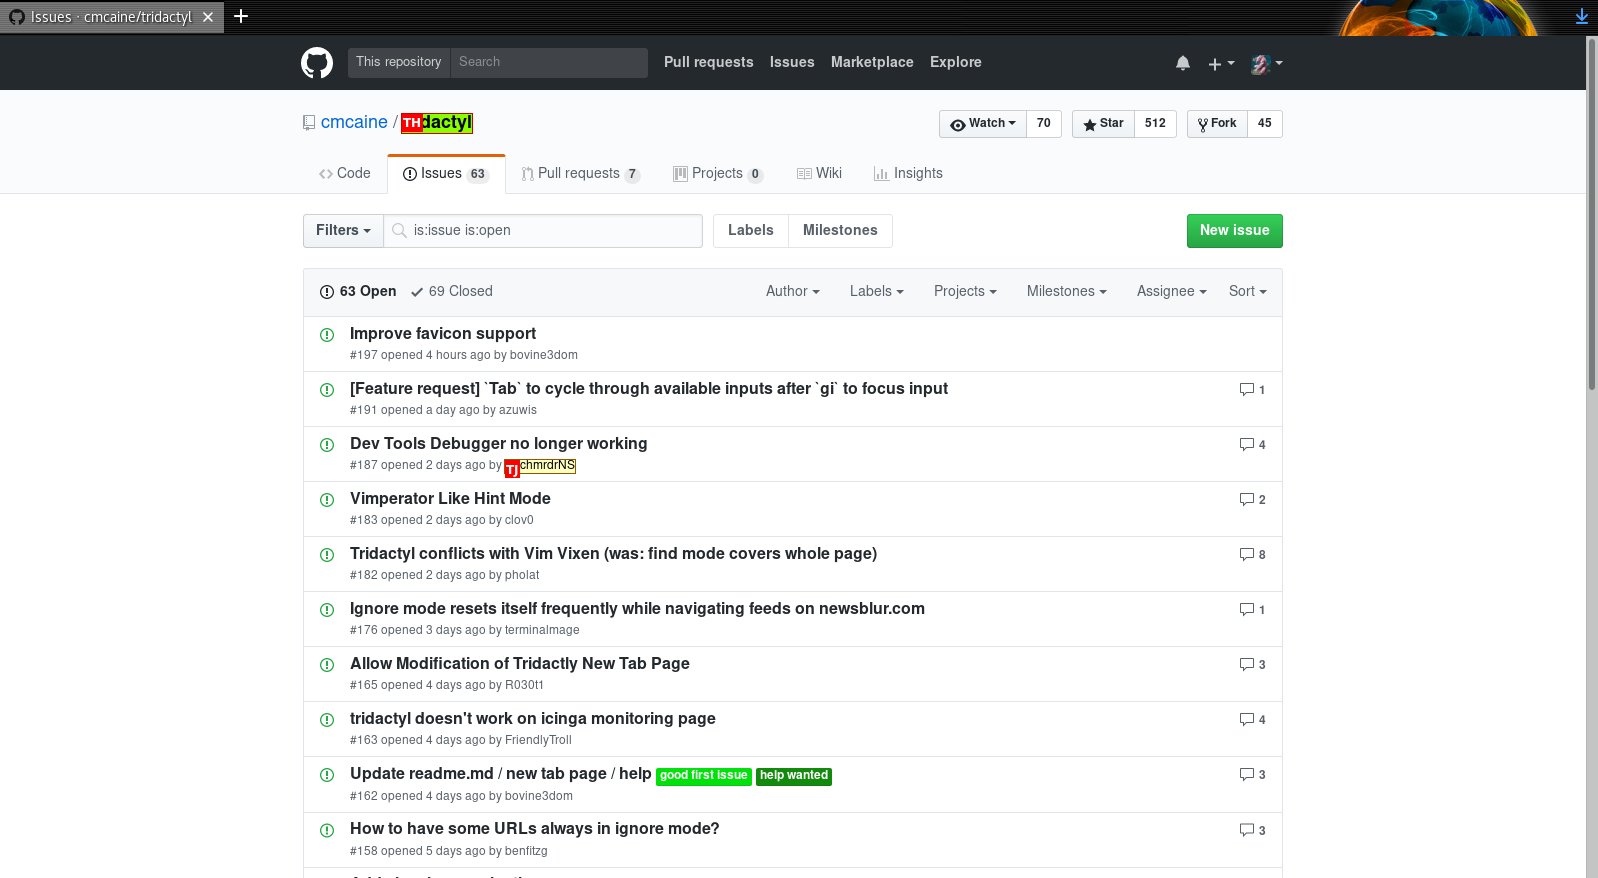 Issues · cmcaine/tridactyl
This repository Search Pull requests Issues Marketplace Explore
cmcaine / THdactyl
Watch 70 Star 512 Fork 45
Code Issues 63 Pull requests 7 Projects 0 Wiki Insights
Filters is:issue is:open Labels Milestones New issue
63 Open 69 Closed Author Labels Projects Milestones Assignee Sort
Improve favicon support
#197 opened 4 hours ago by bovine3dom
[Feature request] `Tab` to cycle through available inputs after `gi` to focus input 1
#191 opened a day ago by azuwis
Dev Tools Debugger no longer working 4
#187 opened 2 days ago by TJchmrdrNS
Vimperator Like Hint Mode 2
#183 opened 2 days ago by clov0
Tridactyl conflicts with Vim Vixen (was: find mode covers whole page) 8
#182 opened 2 days ago by pholat
Ignore mode resets itself frequently while navigating feeds on newsblur.com 1
#176 opened 3 days ago by terminalmage
Allow Modification of Tridactly New Tab Page 3
#165 opened 4 days ago by R030t1
tridactyl doesn't work on icinga monitoring page 4
#163 opened 4 days ago by FriendlyTroll
Update readme.md / new tab page / help good first issue help wanted 3
#162 opened 4 days ago by bovine3dom
How to have some URLs always in ignore mode? 3
#158 opened 5 days ago by benfitzg